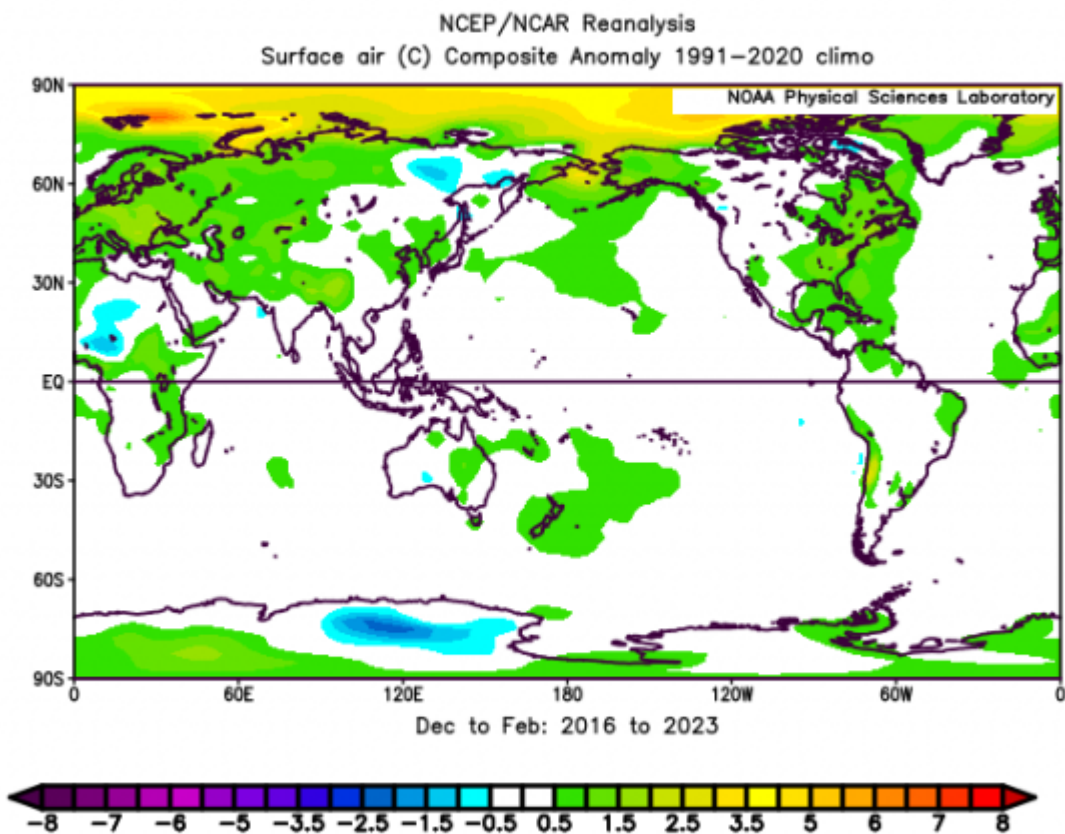 NCEP/NCAR Reanalysis
Surface air (C) Composite Anomaly 1991-2020 climo
NOAA Physical Sciences Laboratory
90N
60N
30N
EQ
30S
60S
90S
0 60E 120E 180 120W 60W 0
Dec to Feb: 2016 to 2023
-8 -7 -6 -5 -3.5 -2.5 -1.5 -0.5 0.5 1.5 2.5 3.5 5 6 7 8